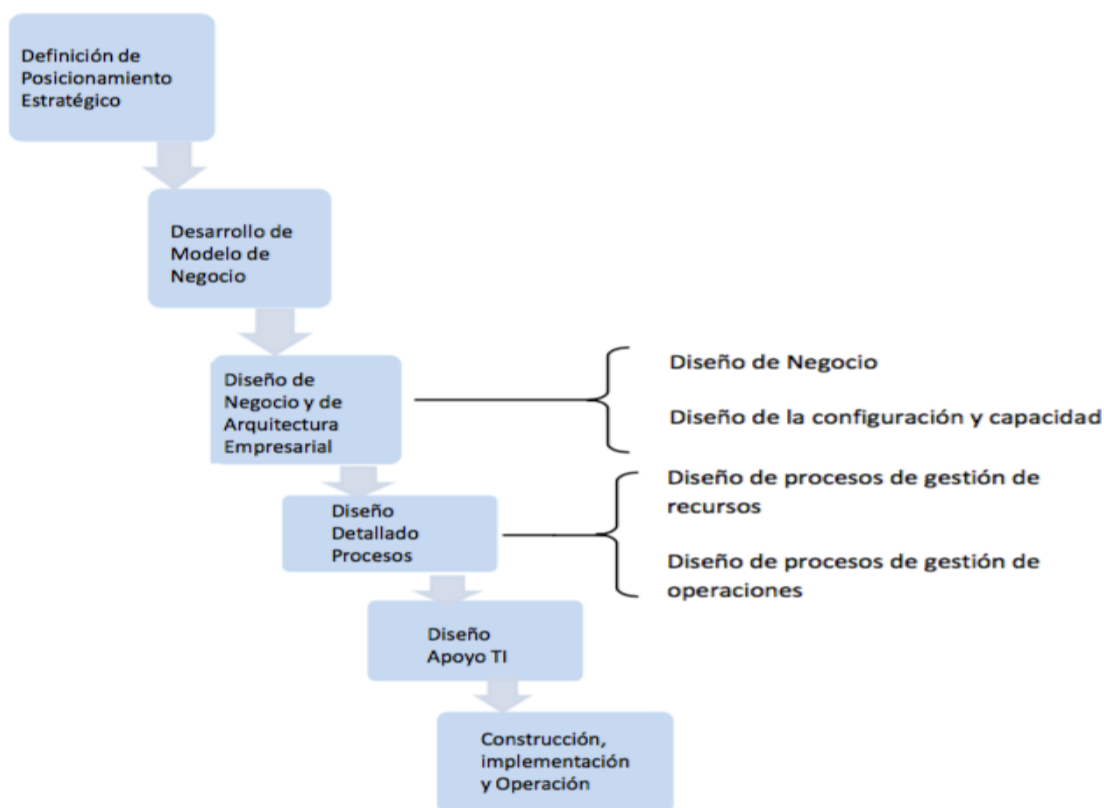 Definición de
Posicionamiento
Estratégico
Desarrollo de
Modelo de
Negocio
Diseño de
Negocio y de
Arquitectura
Empresarial
Diseño de Negocio
Diseño de la configuración y capacidad
Diseño
Detallado
Procesos
Diseño de procesos de gestión de
recursos
Diseño de procesos de gestión de
operaciones
Diseño
Apoyo TI
Construcción,
implementación
y Operación